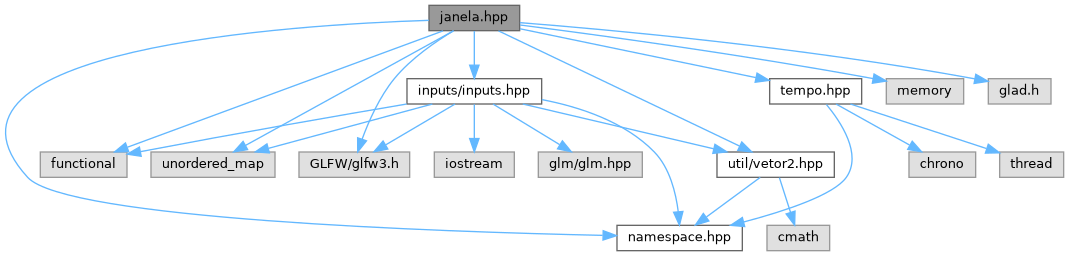 janela.hpp
inputs/inputs.hpp
tempo.hpp
memory
glad.h
functional
unordered_map
GLFW/glfw3.h
iostream
glm/glm.hpp
util/vetor2.hpp
chrono
thread
namespace.hpp
cmath